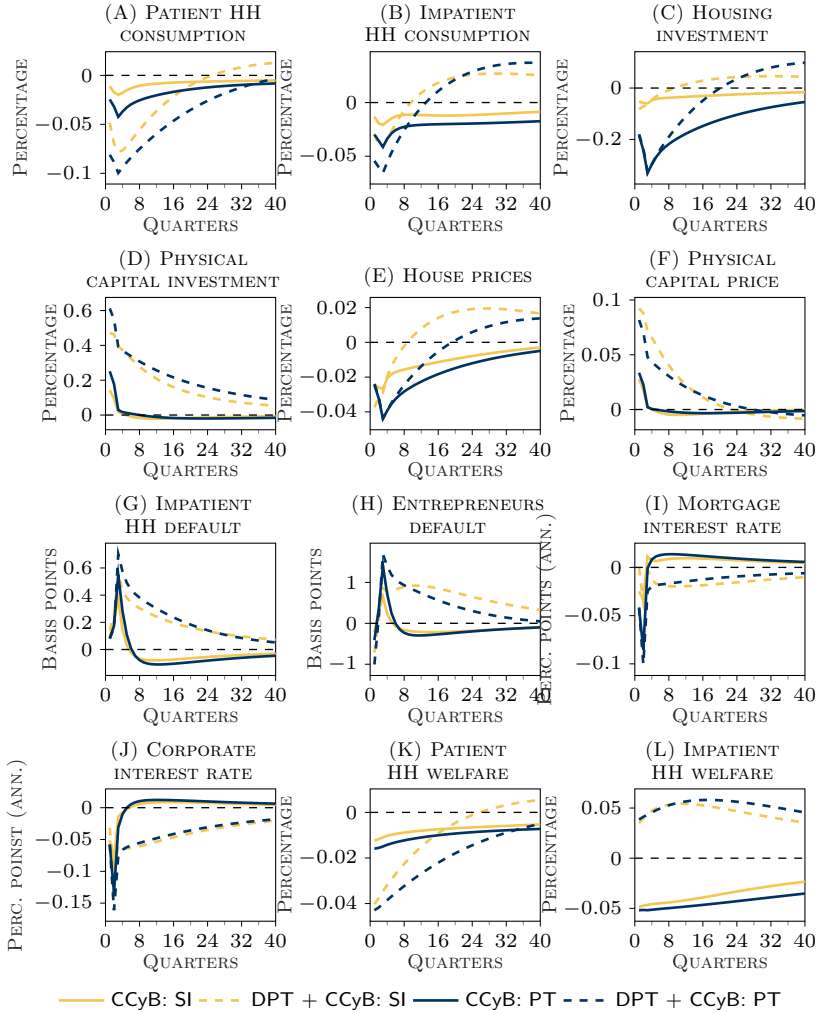 (A) Patient HH
consumption
(B) Impatient
HH consumption
(C) Housing
investment
Percentage
0
−0.05
−0.1
0 8 16 24 32 40
Quarters
Percentage
0
−0.05
0 8 16 24 32 40
Quarters
Percentage
0
−0.2
0 8 16 24 32 40
Quarters
(D) Physical
capital investment
(E) House prices
(F) Physical
capital price
Percentage
0.6
0.4
0.2
0
0 8 16 24 32 40
Quarters
Percentage
0.02
0
−0.02
−0.04
0 8 16 24 32 40
Quarters
Percentage
0.1
0.05
0
0 8 16 24 32 40
Quarters
(G) Impatient
HH default
(H) Entrepreneurs
default
(I) Mortgage
interest rate
Basis points
0.6
0.4
0.2
0
0 8 16 24 32 40
Quarters
Basis points
1
0
−1
0 8 16 24 32 40
Quarters
Perc. points (ann.)
0
−0.05
−0.1
0 8 16 24 32 40
Quarters
(J) Corporate
interest rate
(K) Patient
HH welfare
(L) Impatient
HH welfare
Perc. poinst (ann.)
0
−0.05
−0.1
−0.15
0 8 16 24 32 40
Quarters
Percentage
0
−0.02
−0.04
0 8 16 24 32 40
Quarters
Percentage
0.05
0
−0.05
0 8 16 24 32 40
Quarters
CCyB: SI DPT + CCyB: SI CCyB: PT DPT + CCyB: PT